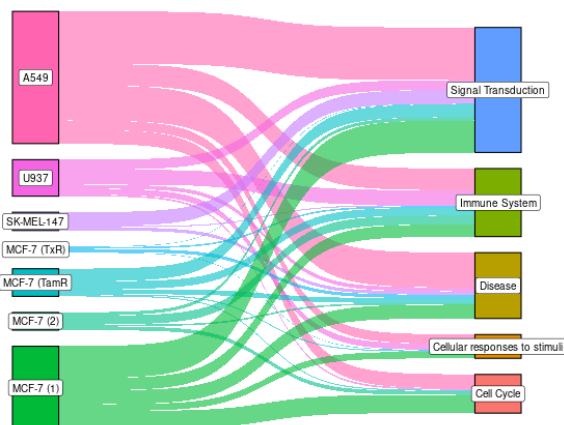 A549
U937
SK-MEL-147
MCF-7 (TxR)
MCF-7 (TamR
MCF-7 (2)
MCF-7 (1)
Signal Transduction
Immune System
Disease
Cellular responses to stimuli
Cell Cycle